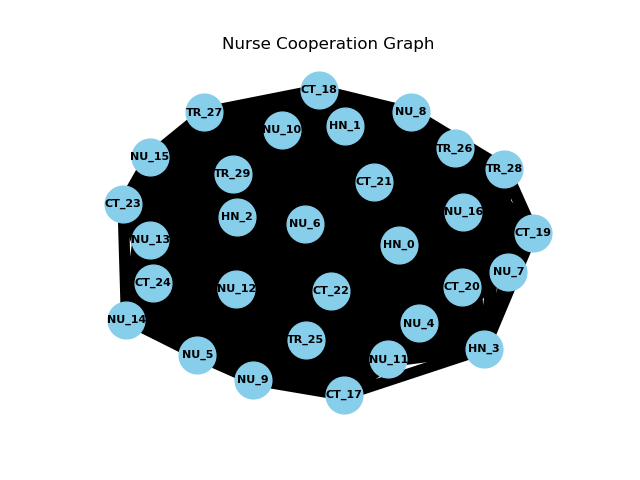 Nurse Cooperation Graph
CT_18
TR_27
NU_8
NU_10
HN_1
TR_26
NU_15
TR_28
TR_29
CT_21
CT_23
NU_16
HN_2
NU_6
CT_19
NU_13
HN_0
NU_7
CT_24
CT_20
NU_12
CT_22
NU_14
NU_4
TR_25
HN_3
NU_5
NU_11
NU_9
CT_17